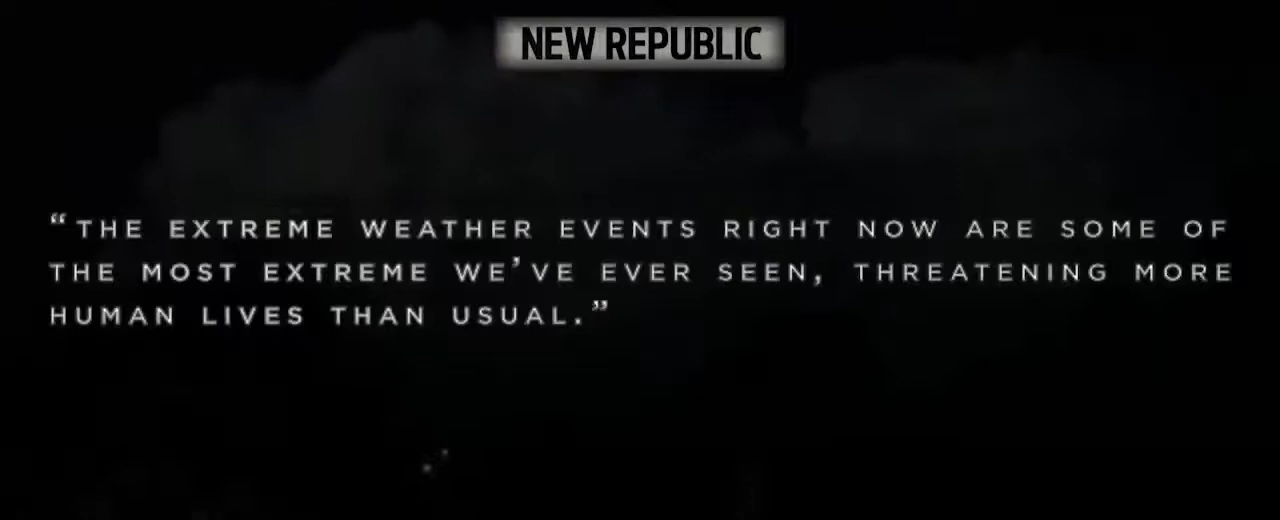 NEW REPUBLIC
“THE EXTREME WEATHER EVENTS RIGHT NOW ARE SOME OF
THE MOST EXTREME WE’VE EVER SEEN, THREATENING MORE
HUMAN LIVES THAN USUAL.”